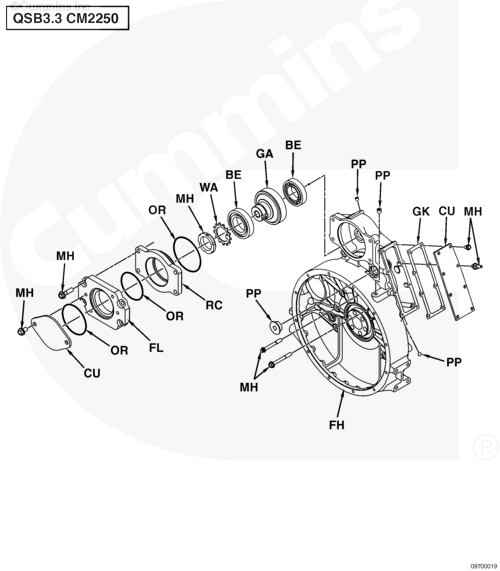 ©Cummins Inc.
QSB3.3 CM2250
Cummins
BE
GA
PP
PP
BE
WA
MH
OR
GK
CU
MH
MH
MH
OR
RC
PP
OR
FL
CU
PP
MH
FH
®
09700019